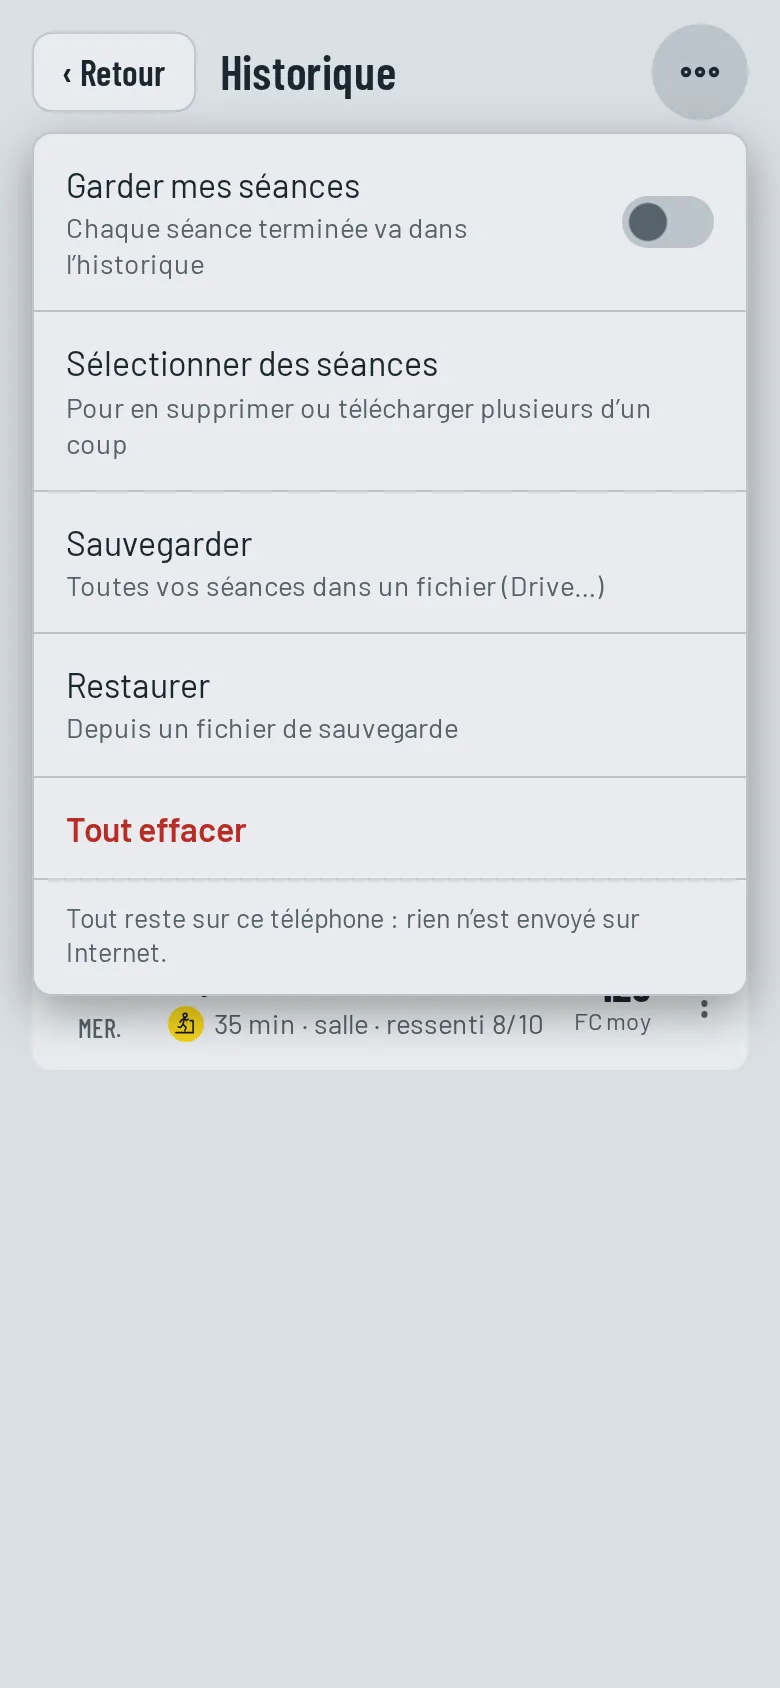 ‹ Retour
Historique
Garder mes séances
Chaque séance terminée va dans
l’historique
Sélectionner des séances
Pour en supprimer ou télécharger plusieurs d’un
coup
Sauvegarder
Toutes vos séances dans un fichier (Drive…)
Restaurer
Depuis un fichier de sauvegarde
Tout effacer
Tout reste sur ce téléphone : rien n’est envoyé sur
Internet.
MER.
35 min · salle · ressenti 8/10
FC moy